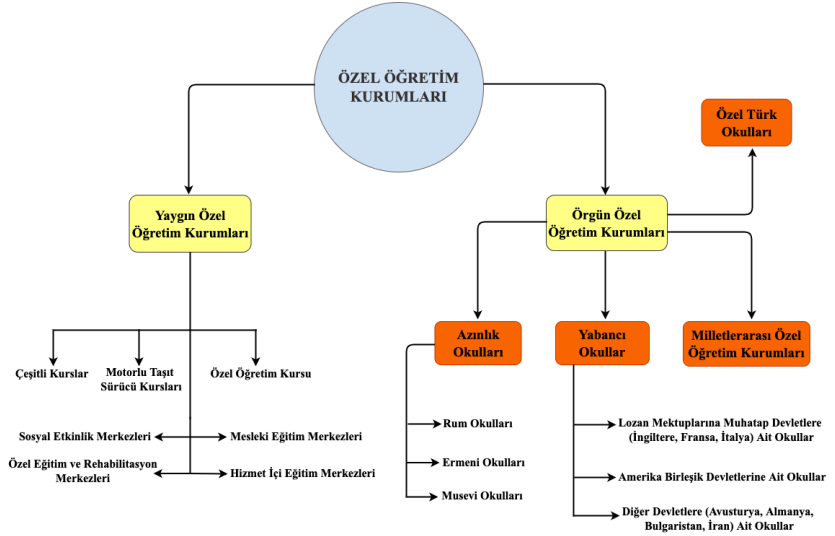 ÖZEL ÖĞRETİM
KURUMLARI
Özel Türk
Okulları
Yaygın Özel
Öğretim Kurumları
Örgün Özel
Öğretim Kurumları
Azınlık
Okulları
Yabancı
Okullar
Milletlerarası Özel
Öğretim Kurumları
Çeşitli Kurslar
Motorlu Taşıt
Sürücü Kursları
Özel Öğretim Kursu
Sosyal Etkinlik Merkezleri
Mesleki Eğitim Merkezleri
Özel Eğitim ve Rehabilitasyon
Merkezleri
Hizmet İçi Eğitim Merkezleri
Rum Okulları
Ermeni Okulları
Musevi Okulları
Lozan Mektuplarına Muhatap Devletlere
(İngiltere, Fransa, İtalya) Ait Okullar
Amerika Birleşik Devletlerine Ait Okullar
Diğer Devletlere (Avusturya, Almanya,
Bulgaristan, İran) Ait Okullar